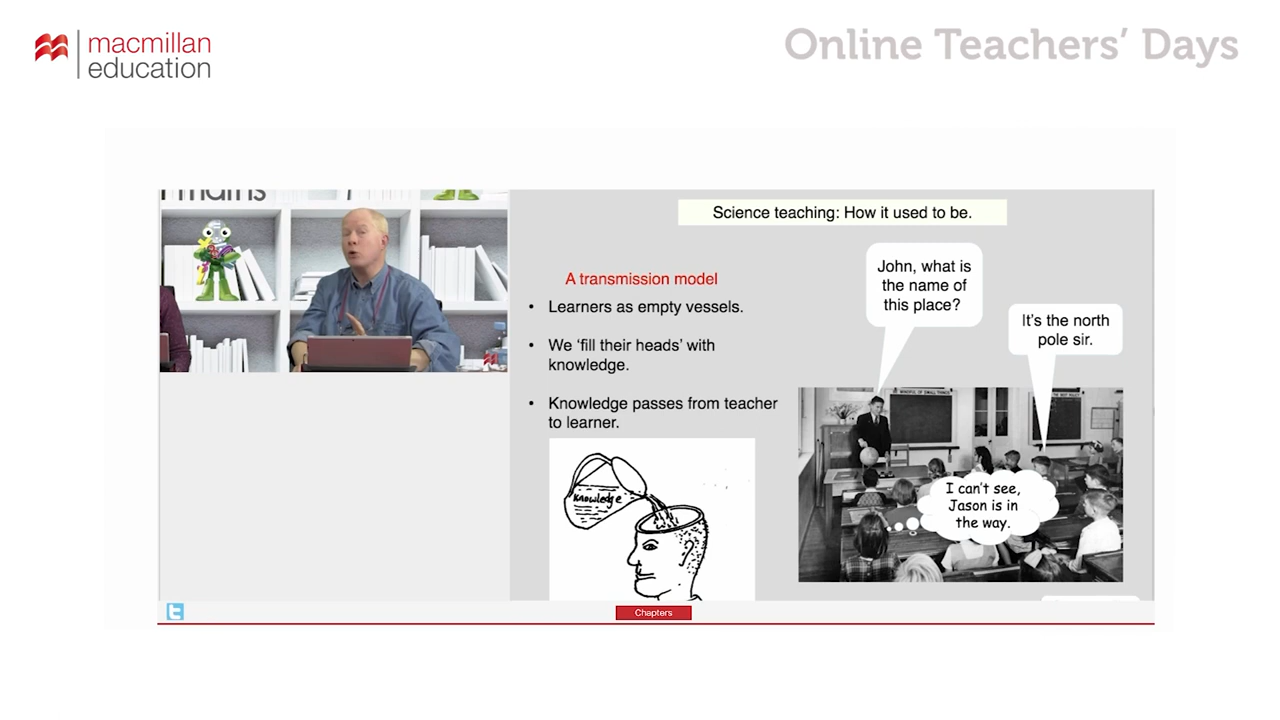 macmillan
education
Online Teachers’ Days
maths
Science teaching: How it used to be.
A transmission model
• Learners as empty vessels.
• We ‘fill their heads’ with
knowledge.
• Knowledge passes from teacher
to learner.
Knowledge
John, what is
the name of
this place?
It’s the north
pole sir.
I can’t see,
Jason is in
the way.
Chapters